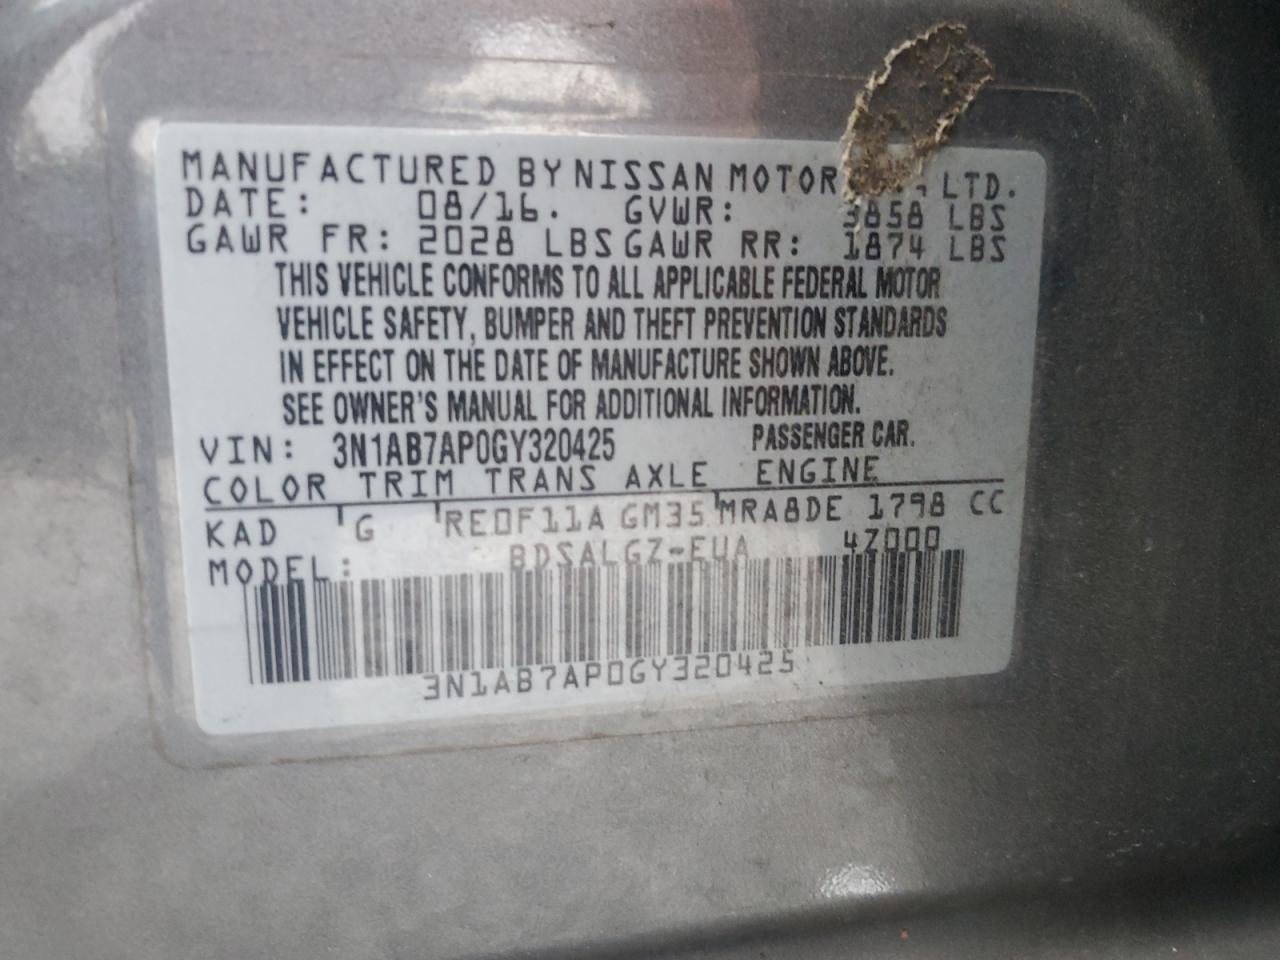 MANUFACTURED BY NISSAN MOTOR LTD.
DATE: 08/16. GVWR: 3858 LBS
GAWR FR: 2028 LBS GAWR RR: 1874 LBS
THIS VEHICLE CONFORMS TO ALL APPLICABLE FEDERAL MOTOR
VEHICLE SAFETY, BUMPER AND THEFT PREVENTION STANDARDS
IN EFFECT ON THE DATE OF MANUFACTURE SHOWN ABOVE.
SEE OWNER'S MANUAL FOR ADDITIONAL INFORMATION.
VIN: 3N1AB7AP0GY320425 PASSENGER CAR.
COLOR TRIM TRANS AXLE ENGINE
KAD G RE0F11A GM35 MRA8DE 1798 CC
MODEL: BDSALGZ-EUA 4Z000
3N1AB7AP0GY320425